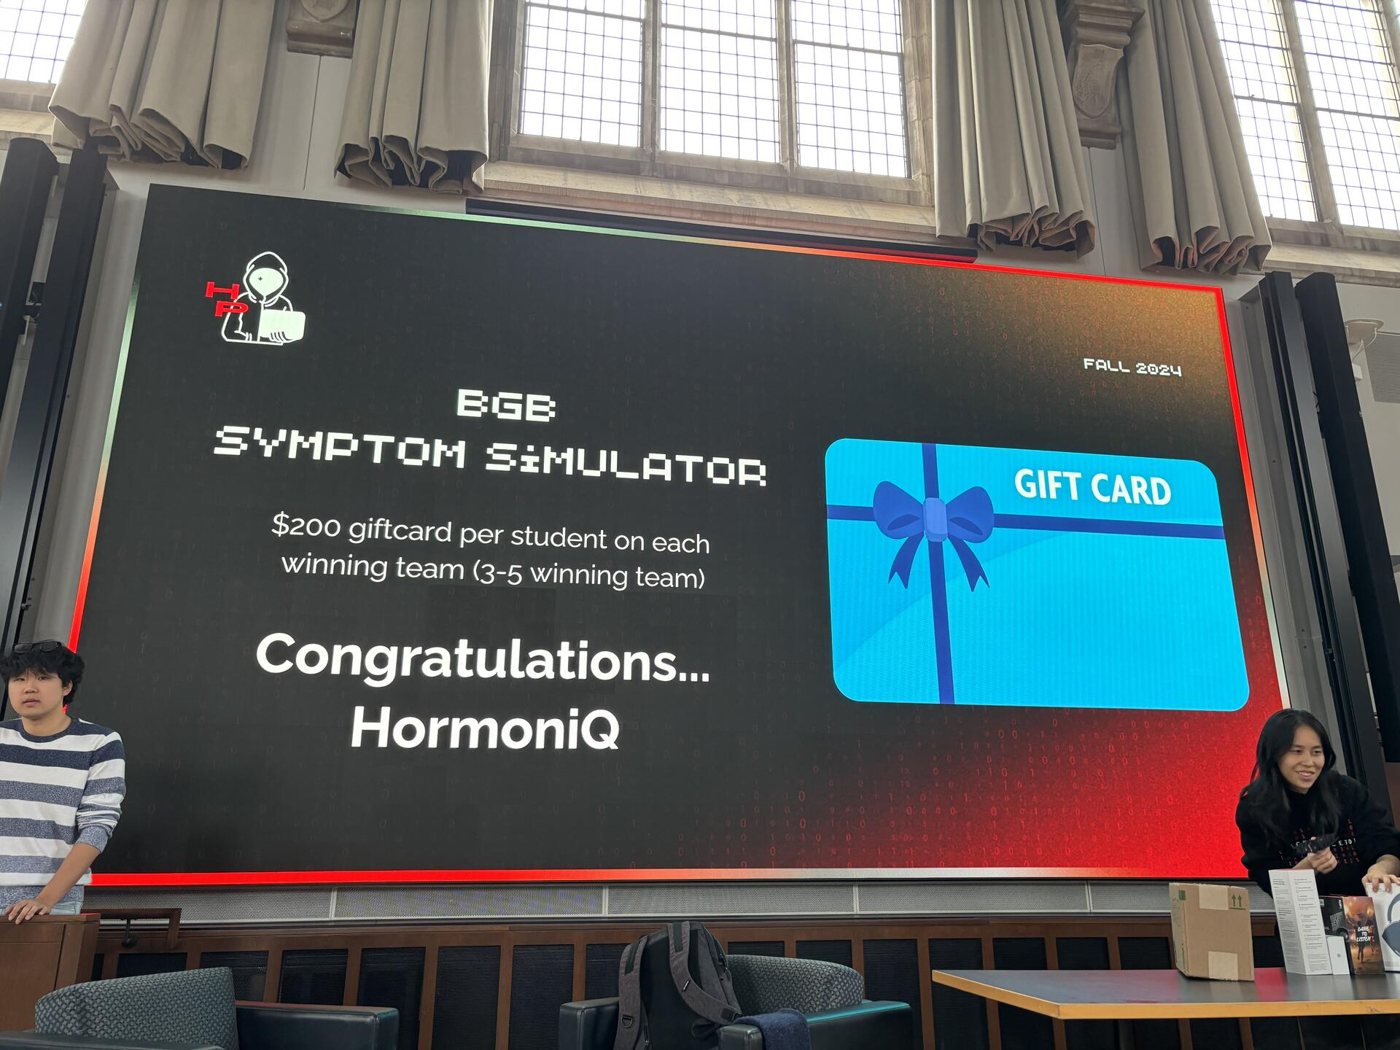 H
P
FALL 2024
BGB
SYMPTOM SiMULATOR
$200 giftcard per student on each
winning team (3-5 winning team)
Congratulations...
HormoniQ
GIFT CARD